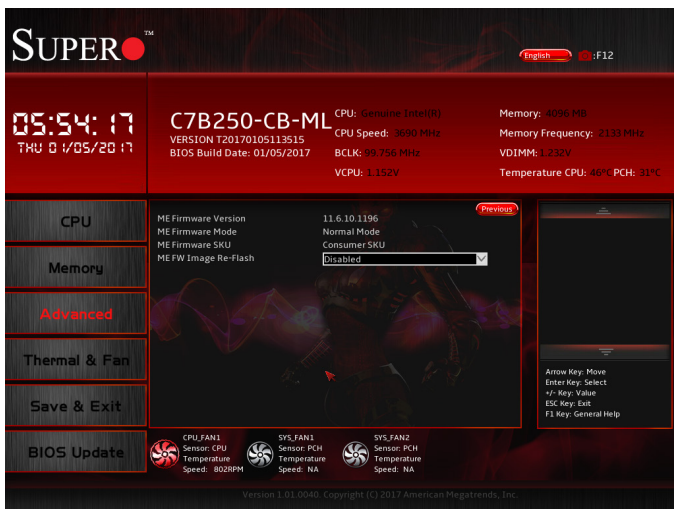 SUPER TM
English :F12
05:54:17
THU 01/05/2017
C7B250-CB-ML
VERSION T20170105113515
BIOS Build Date: 01/05/2017
CPU: Genuine Intel(R)
CPU Speed: 3690 MHz
BCLK: 99.756 MHz
VCPU: 1.152V
Memory: 4096 MB
Memory Frequency: 2133 MHz
VDIMM: 1.232V
Temperature CPU: 46°C PCH: 31°C
CPU
Memory
Advanced
Thermal & Fan
Save & Exit
BIOS Update
Previous
ME Firmware Version 11.6.10.1196
ME Firmware Mode Normal Mode
ME Firmware SKU Consumer SKU
ME FW Image Re-Flash Disabled
Arrow Key: Move
Enter Key: Select
+/- Key: Value
ESC Key: Exit
F1 Key: General Help
CPU_FAN1
Sensor: CPU
Temperature
Speed: 802RPM
SYS_FAN1
Sensor: PCH
Temperature
Speed: NA
SYS_FAN2
Sensor: PCH
Temperature
Speed: NA
Version 1.01.0040. Copyright (C) 2017 American Megatrends, Inc.